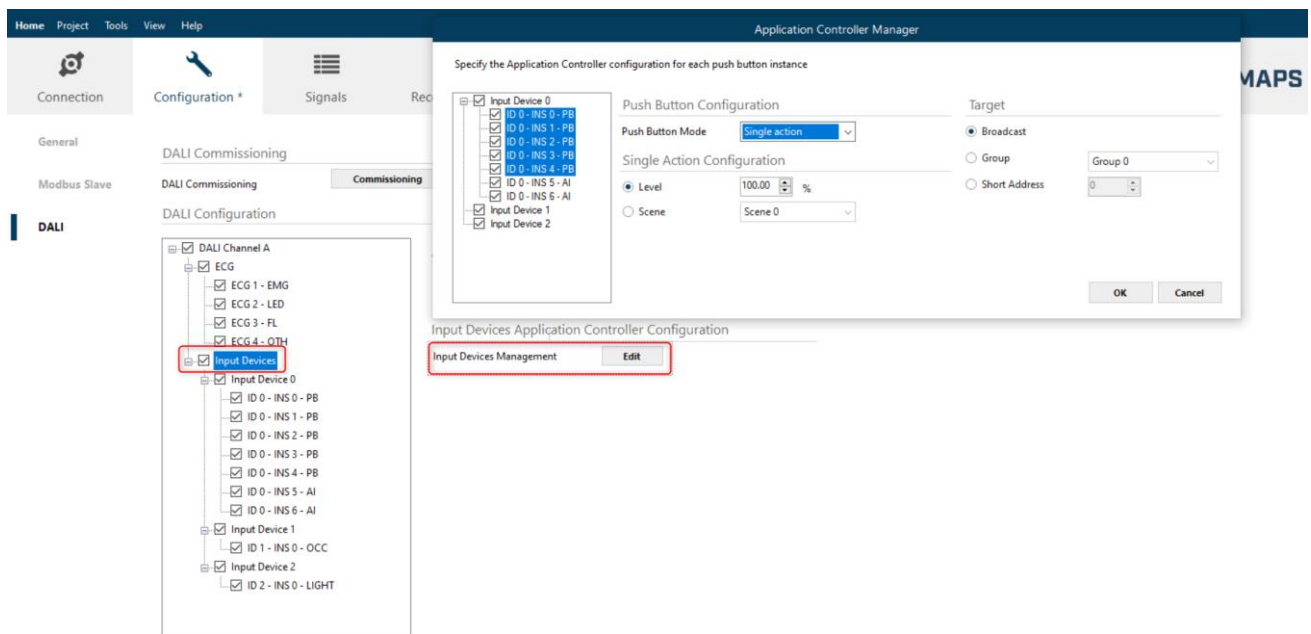 Home Project Tools View Help
Connection
Configuration *
Signals
Rec
MAPS
General
Modbus Slave
DALI
DALI Commissioning
DALI Commissioning Commissioning
DALI Configuration
DALI Channel A
ECG
ECG 1 - EMG
ECG 2 - LED
ECG 3 - FL
ECG 4 - OTH
Input Devices
Input Device 0
ID 0 - INS 0 - PB
ID 0 - INS 1 - PB
ID 0 - INS 2 - PB
ID 0 - INS 3 - PB
ID 0 - INS 4 - PB
ID 0 - INS 5 - AI
ID 0 - INS 6 - AI
Input Device 1
ID 1 - INS 0 - OCC
Input Device 2
ID 2 - INS 0 - LIGHT
Application Controller Manager
Specify the Application Controller configuration for each push button instance
Input Device 0
ID 0 - INS 0 - PB
ID 0 - INS 1 - PB
ID 0 - INS 2 - PB
ID 0 - INS 3 - PB
ID 0 - INS 4 - PB
ID 0 - INS 5 - AI
ID 0 - INS 6 - AI
Input Device 1
Input Device 2
Push Button Configuration
Push Button Mode Single action
Single Action Configuration
Level 100.00 %
Scene Scene 0
Target
Broadcast
Group Group 0
Short Address 0
OK Cancel
Input Devices Application Controller Configuration
Input Devices Management Edit